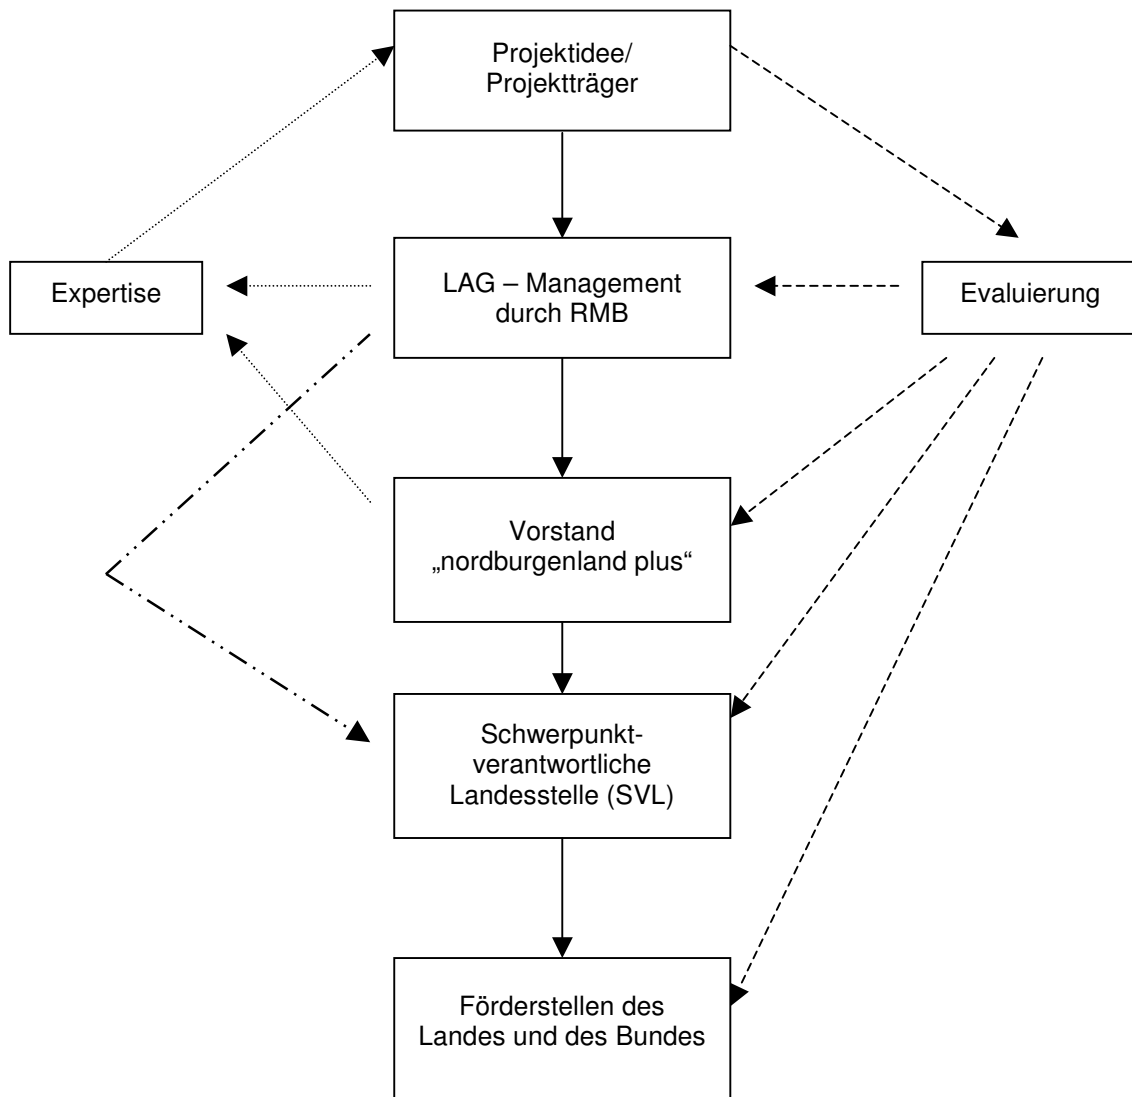 Projektidee/
Projektträger
Expertise
LAG – Management
durch RMB
Evaluierung
Vorstand
„nordburgenland plus“
Schwerpunkt-
verantwortliche
Landesstelle (SVL)
Förderstellen des
Landes und des Bundes